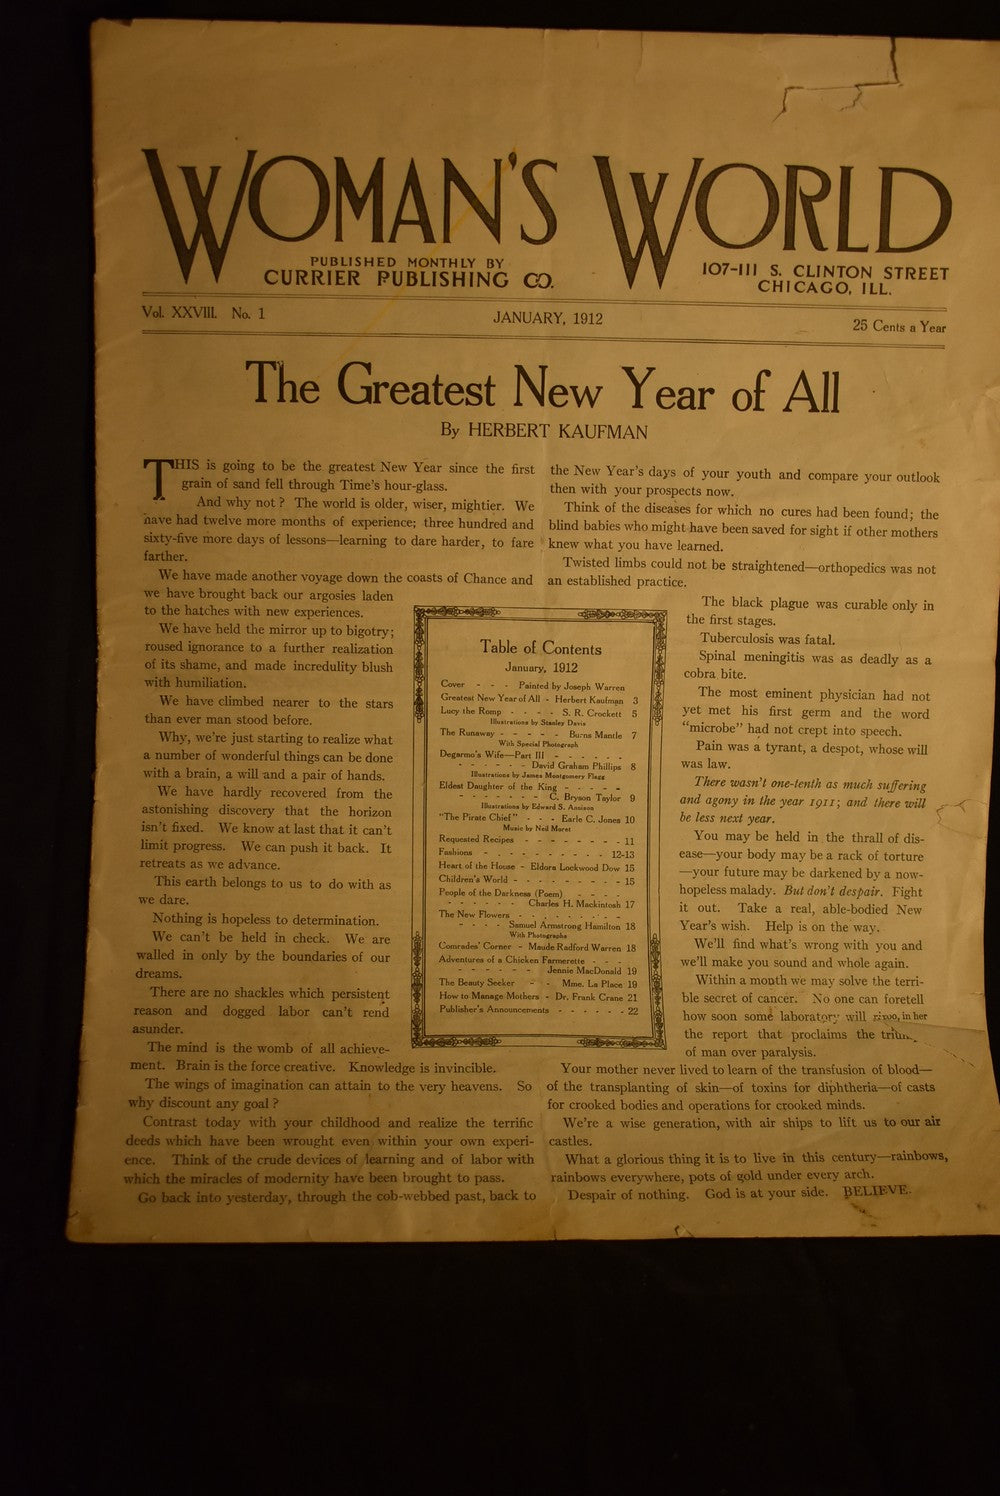 WOMAN'S WORLD
PUBLISHED MONTHLY BY
CURRIER PUBLISHING CO.
107-111 S. CLINTON STREET
CHICAGO, ILL.
Vol. XXVIII. No. 1
JANUARY, 1912
25 Cents a Year
The Greatest New Year of All
By HERBERT KAUFMAN
THIS is going to be the greatest New Year since the first
grain of sand fell through Time's hour-glass.
And why not? The world is older, wiser, mightier. We
have had twelve more months of experience; three hundred and
sixty-five more days of lessons—learning to dare harder, to fare
farther.
We have made another voyage down the coasts of Chance and
we have brought back our argosies laden
to the hatches with new experiences.
We have held the mirror up to bigotry;
roused ignorance to a further realization
of its shame, and made incredulity blush
with humiliation.
We have climbed nearer to the stars
than ever man stood before.
Why, we're just starting to realize what
a number of wonderful things can be done
with a brain, a will and a pair of hands.
We have hardly recovered from the
astonishing discovery that the horizon
isn't fixed. We know at last that it can't
limit progress. We can push it back. It
retreats as we advance.
This earth belongs to us to do with as
we dare.
Nothing is hopeless to determination.
We can't be held in check. We are
walled in only by the boundaries of our
dreams.
There are no shackles which persistent
reason and dogged labor can't rend
asunder.
The mind is the womb of all achieve-
ment. Brain is the force creative. Knowledge is invincible.
The wings of imagination can attain to the very heavens. So
why discount any goal?
Contrast today with your childhood and realize the terrific
deeds which have been wrought even within your own experi-
ence. Think of the crude devices of learning and of labor with
which the miracles of modernity have been brought to pass.
Go back into yesterday, through the cob-webbed past, back to
Table of Contents
January, 1912
Cover - - - Painted by Joseph Warren
Greatest New Year of All - Herbert Kaufman 3
Lucy the Romp - - - - S. R. Crockett 5
Illustrations by Stanley Davis
The Runaway - - - - - Burns Mantle 7
With Special Photograph
Degarmo's Wife—Part III - - - - - -
- - - - - - David Graham Phillips 8
Illustrations by James Montgomery Flagg
Eldest Daughter of the King - - - - -
- - - - - - - C. Bryson Taylor 9
Illustrations by Edward S. Annison
"The Pirate Chief" - - - Earle C. Jones 10
Music by Neil Moret
Requested Recipes - - - - - - - - 11
Fashions - - - - - - - - - - 12-13
Heart of the House - Eldora Lockwood Dow 15
Children's World - - - - - - - - - 15
People of the Darkness (Poem) - - - -
- - - - - - Charles H. Mackintosh 17
The New Flowers - - - - - - - - -
- - - - Samuel Armstrong Hamilton 18
With Photographs
Comrades' Corner - Maude Radford Warren 18
Adventures of a Chicken Farmerette - - -
- - - - - - Jennie MacDonald 19
The Beauty Seeker - - Mme. La Place 19
How to Manage Mothers - Dr. Frank Crane 21
Publisher's Announcements - - - - - - 22
the New Year's days of your youth and compare your outlook
then with your prospects now.
Think of the diseases for which no cures had been found; the
blind babies who might have been saved for sight if other mothers
knew what you have learned.
Twisted limbs could not be straightened—orthopedics was not
an established practice.
The black plague was curable only in
the first stages.
Tuberculosis was fatal.
Spinal meningitis was as deadly as a
cobra bite.
The most eminent physician had not
yet met his first germ and the word
"microbe" had not crept into speech.
Pain was a tyrant, a despot, whose will
was law.
There wasn't one-tenth as much suffering
and agony in the year 1911; and there will
be less next year.
You may be held in the thrall of dis-
ease—your body may be a rack of torture
—your future may be darkened by a now-
hopeless malady. But don't despair. Fight
it out. Take a real, able-bodied New
Year's wish. Help is on the way.
We'll find what's wrong with you and
we'll make you sound and whole again.
Within a month we may solve the terri-
ble secret of cancer. No one can foretell
how soon some laboratory will in her
the report that proclaims the
of man over paralysis.
Your mother never lived to learn of the transfusion of blood—
of the transplanting of skin—of toxins for diphtheria—of casts
for crooked bodies and operations for crooked minds.
We're a wise generation, with air ships to lift us to our air
castles.
What a glorious thing it is to live in this century—rainbows,
rainbows everywhere, pots of gold under every arch.
Despair of nothing. God is at your side. BELIEVE.